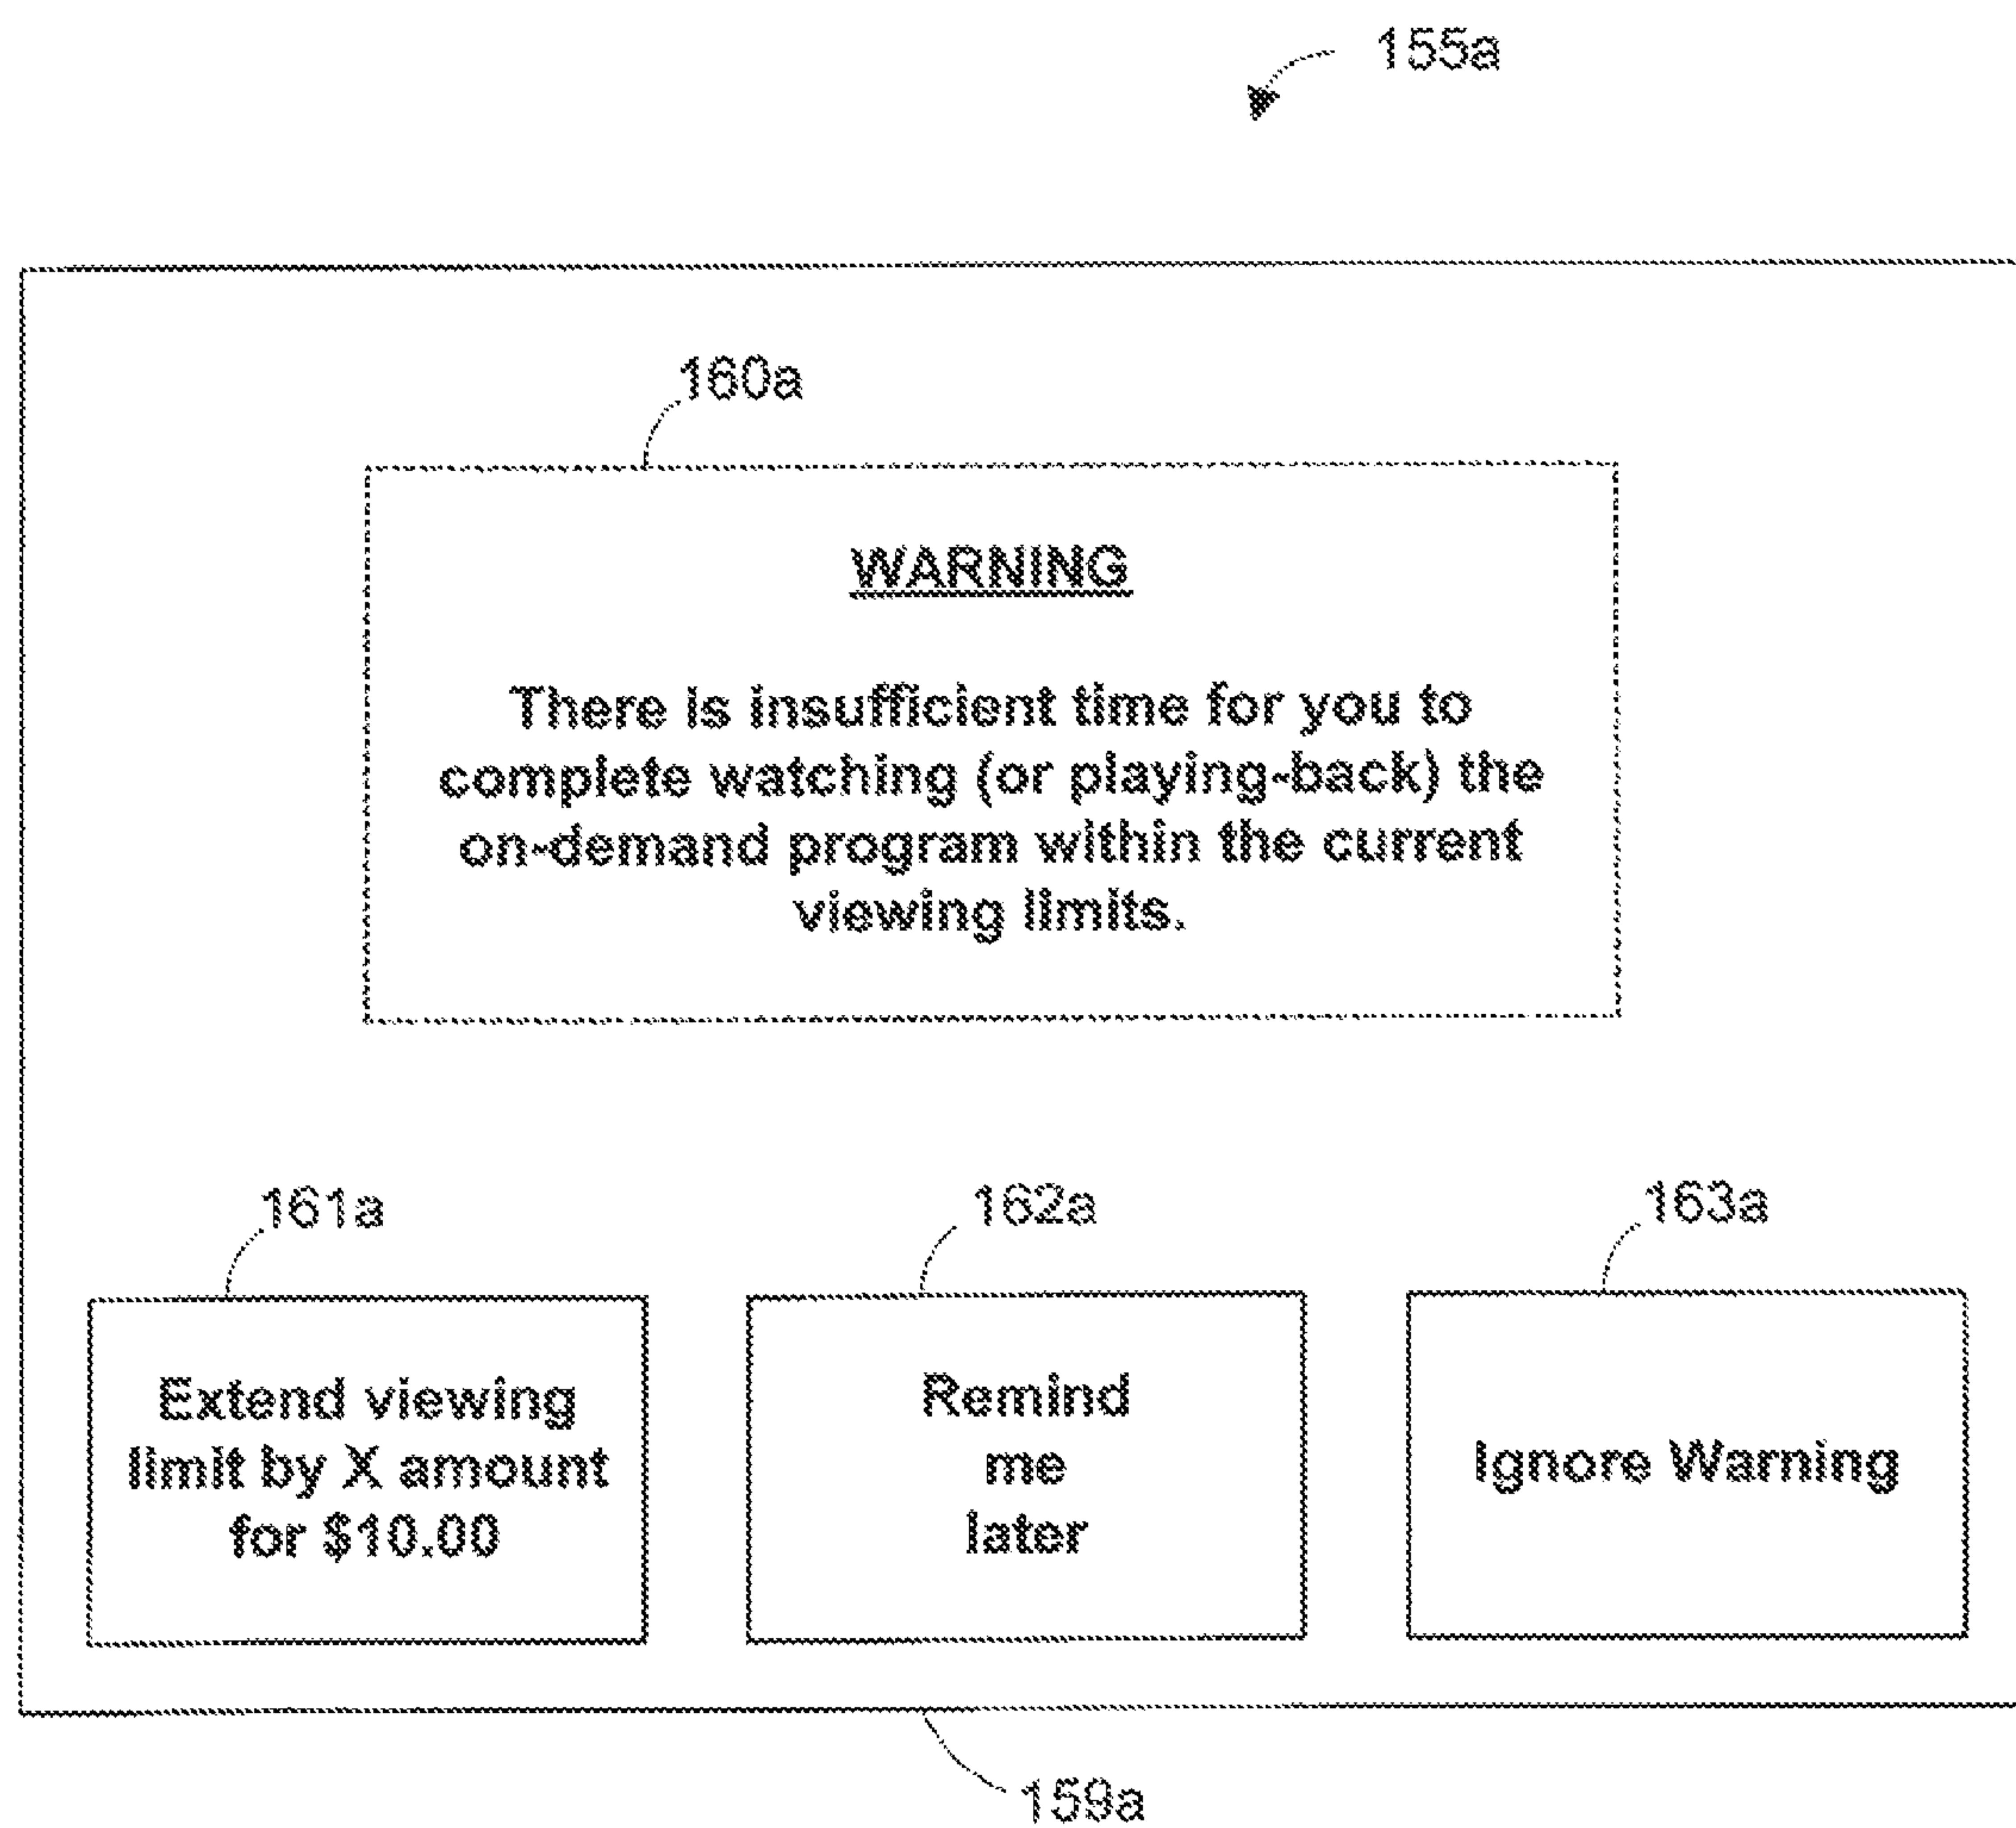 155a
160a
WARNING
There is insufficient time for you to
complete watching (or playing-back) the
on-demand program within the current
viewing limits.
161a
162a
163a
Extend viewing
limit by X amount
for $10.00
Remind
me
later
Ignore Warning
159a